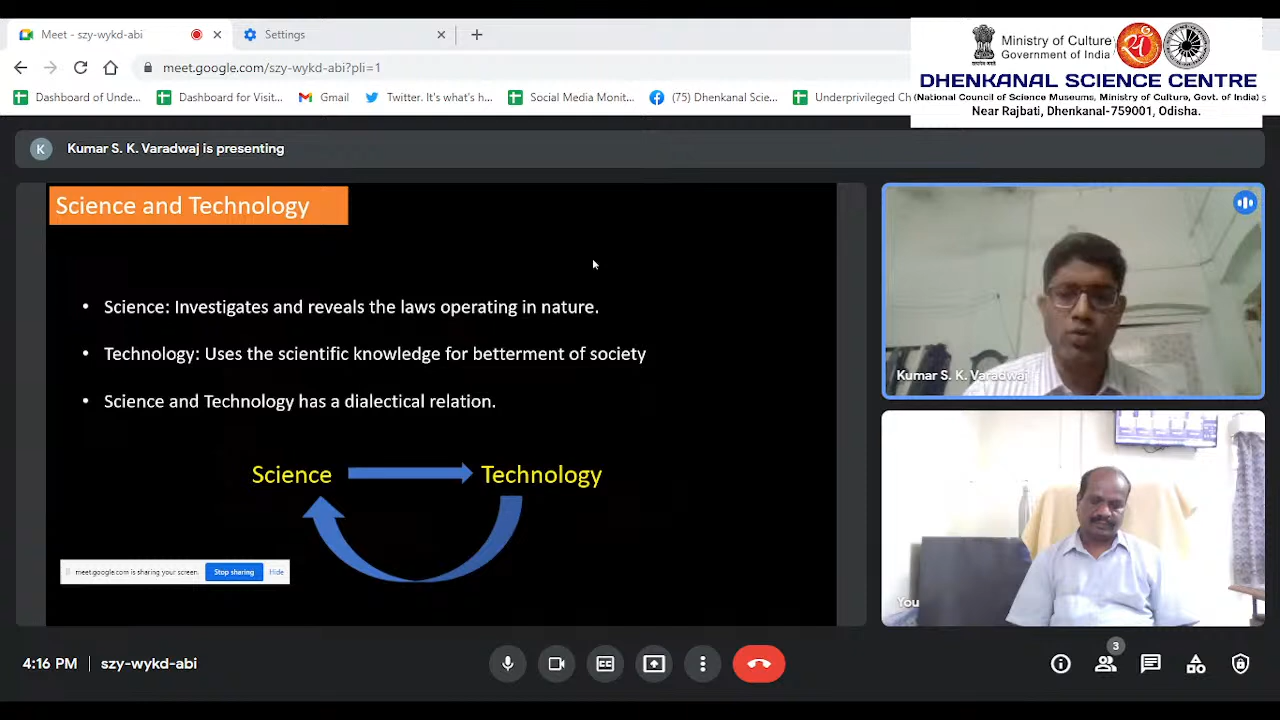 Meet - szy-wykd-abi
Settings
meet.google.com/szy-wykd-abi?pli=1
Dashboard of Unde...
Dashboard for Visit...
Gmail
Twitter. It's what's h...
Social Media Monit...
(75) Dhenkanal Scie...
Underprivileged Ch
Ministry of Culture
Government of India
DHENKANAL SCIENCE CENTRE
(National Council of Science Museums, Ministry of Culture, Govt. of India)
Near Rajbati, Dhenkanal-759001, Odisha.
K
Kumar S. K. Varadwaj is presenting
Science and Technology
• Science: Investigates and reveals the laws operating in nature.
• Technology: Uses the scientific knowledge for betterment of society
• Science and Technology has a dialectical relation.
Science
Technology
meet.google.com is sharing your screen.
Stop sharing
Hide
Kumar S. K. Varadwaj
You
4:16 PM
szy-wykd-abi
3